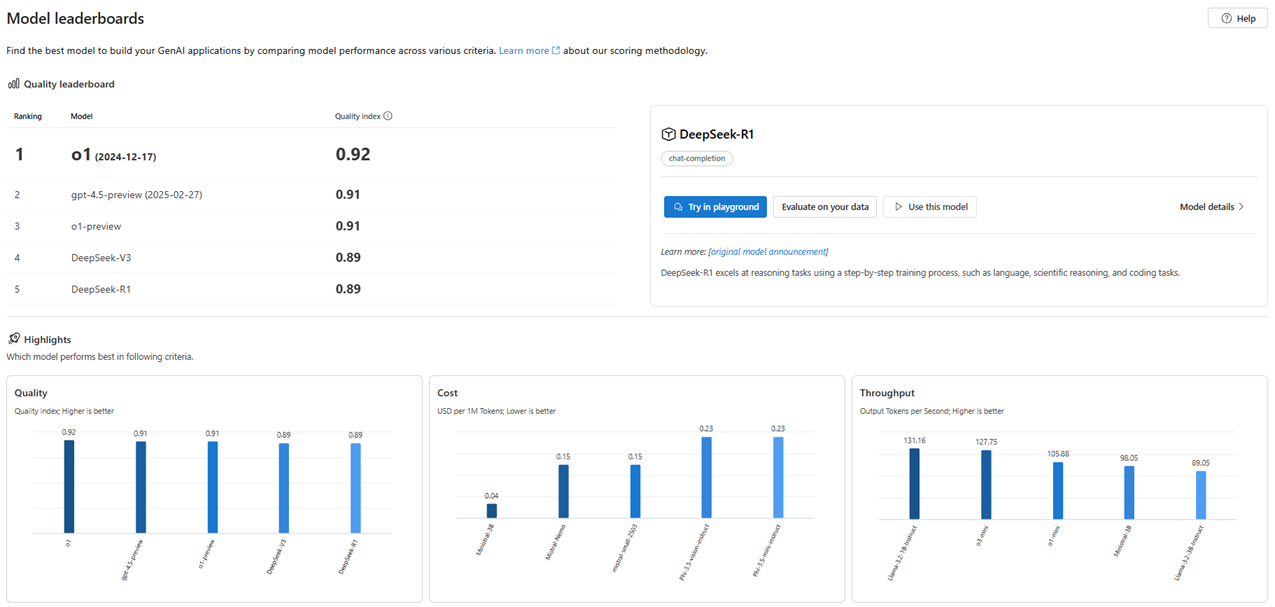 Model leaderboards
Help
Find the best model to build your GenAI applications by comparing model performance across various criteria. Learn more about our scoring methodology.
Quality leaderboard
Ranking Model Quality index
1 o1 (2024-12-17) 0.92
2 gpt-4.5-preview (2025-02-27) 0.91
3 o1-preview 0.91
4 DeepSeek-V3 0.89
5 DeepSeek-R1 0.89
DeepSeek-R1
chat-completion
Try in playground Evaluate on your data Use this model Model details
Learn more: [original model announcement]
DeepSeek-R1 excels at reasoning tasks using a step-by-step training process, such as language, scientific reasoning, and coding tasks.
Highlights
Which model performs best in following criteria.
Quality
Quality index; Higher is better
0.92 0.91 0.91 0.89 0.89
o1 gpt-4.5-preview o1-preview DeepSeek-V3 DeepSeek-R1
Cost
USD per 1M Tokens; Lower is better
0.04 0.15 0.15 0.23 0.23
Ministral-3B Mistral-Nemo mistral-small-2503 Phi-3.5-vision-instruct Phi-3.5-mini-instruct
Throughput
Output Tokens per Second; Higher is better
131.16 127.75 105.88 98.05 89.05
Llama-3.2-1B-Instruct o3-mini o1-mini Ministral-3B Llama-3.2-3B-Instruct